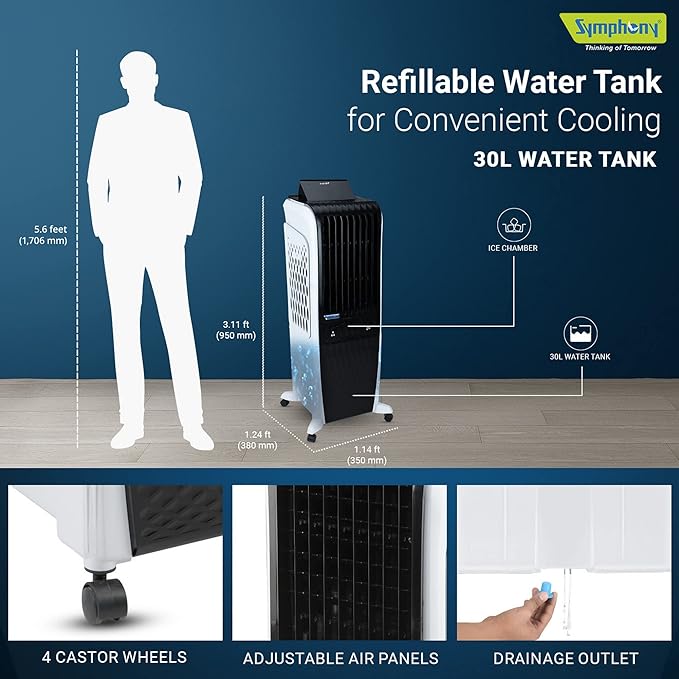 Symphony
Thinking of Tomorrow
Refillable Water Tank
for Convenient Cooling
30L WATER TANK
5.6 feet
(1,706 mm)
3.11 ft
(950 mm)
1.24 ft
(380 mm)
1.14 ft
(350 mm)
ICE CHAMBER
30L WATER TANK
4 CASTOR WHEELS
ADJUSTABLE AIR PANELS
DRAINAGE OUTLET